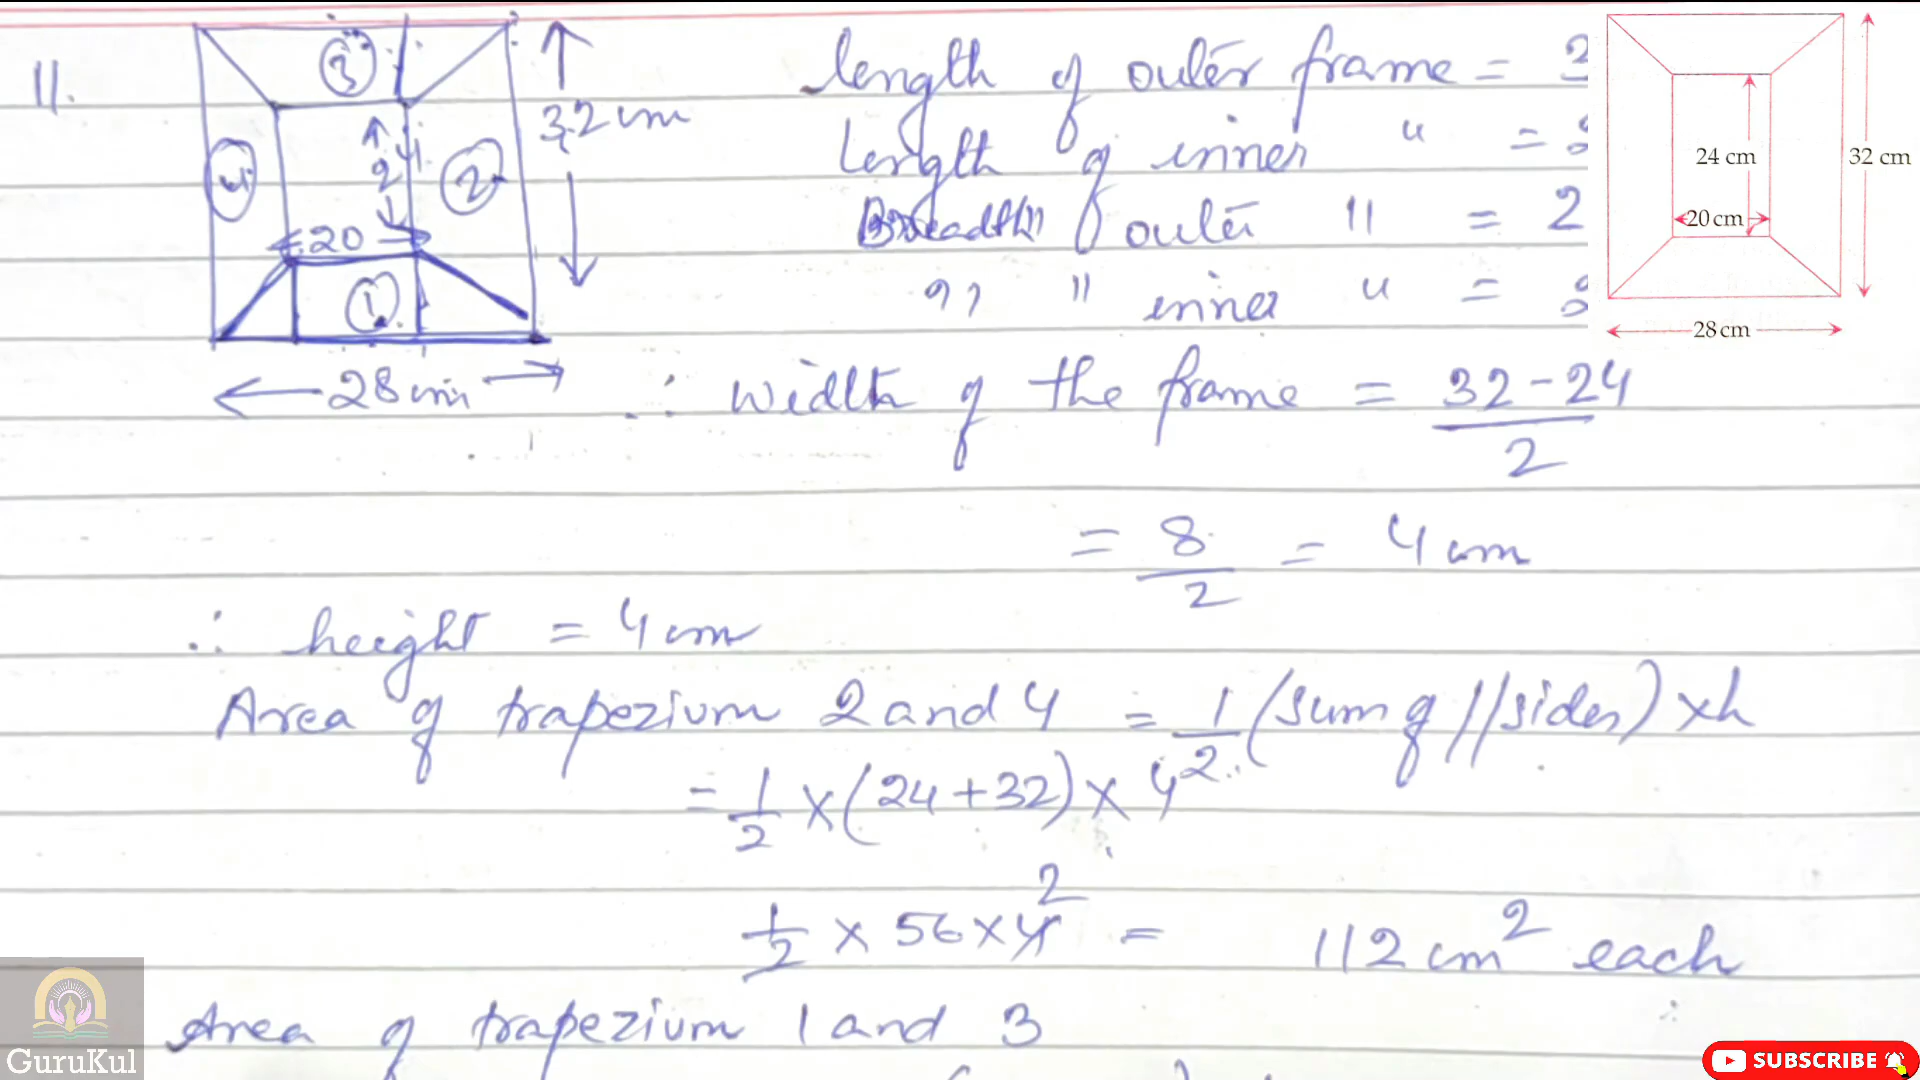 11.
3
4
24
2
20
1
32 cm
28 cm
length of outer frame =
length of inner " =
Breadth of outer " = 2
" " inner " =
24 cm
20 cm
32 cm
28 cm
∴ width of the frame = 32 - 24
2
= 8 = 4 cm
2
∴ height = 4 cm
Area of trapezium 2 and 4 = 1/2 (sum of // sides) x h
= 1/2 x (24 + 32) x 4 2
1/2 x 56 x 4 2 = 112 cm² each
Area of trapezium 1 and 3
GuruKul
SUBSCRIBE